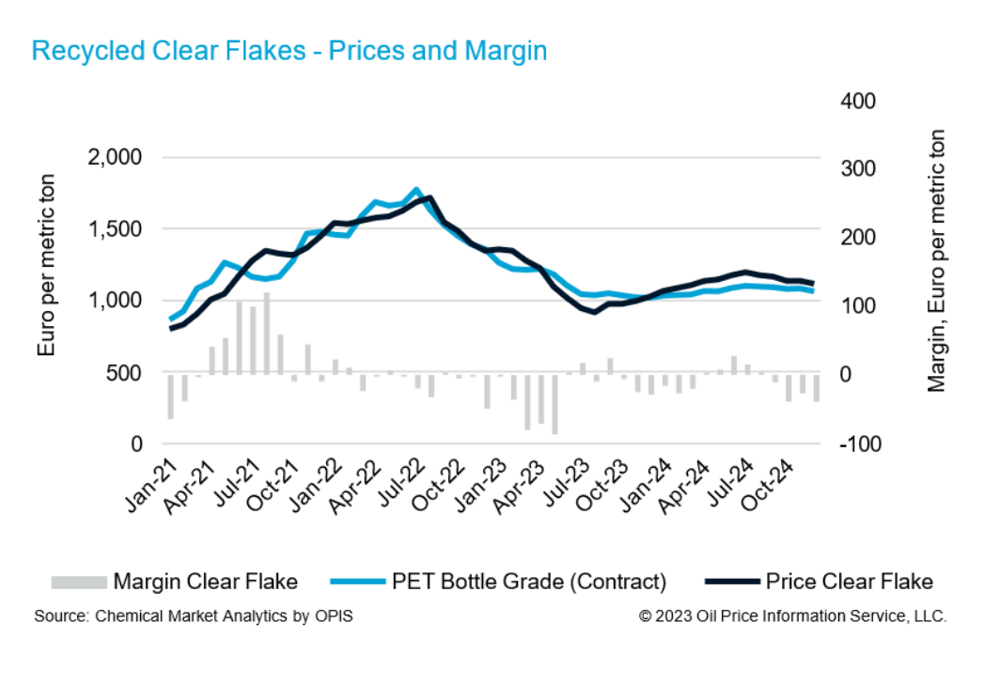 Recycled Clear Flakes - Prices and Margin
400
2,000
300
1,500
200
1,000
100
500
0
0
-100
Euro per metric ton
Margin, Euro per metric ton
Jan-21
Apr-21
Jul-21
Oct-21
Jan-22
Apr-22
Jul-22
Oct-22
Jan-23
Apr-23
Jul-23
Oct-23
Jan-24
Apr-24
Jul-24
Oct-24
Margin Clear Flake
PET Bottle Grade (Contract)
Price Clear Flake
Source: Chemical Market Analytics by OPIS
© 2023 Oil Price Information Service, LLC.